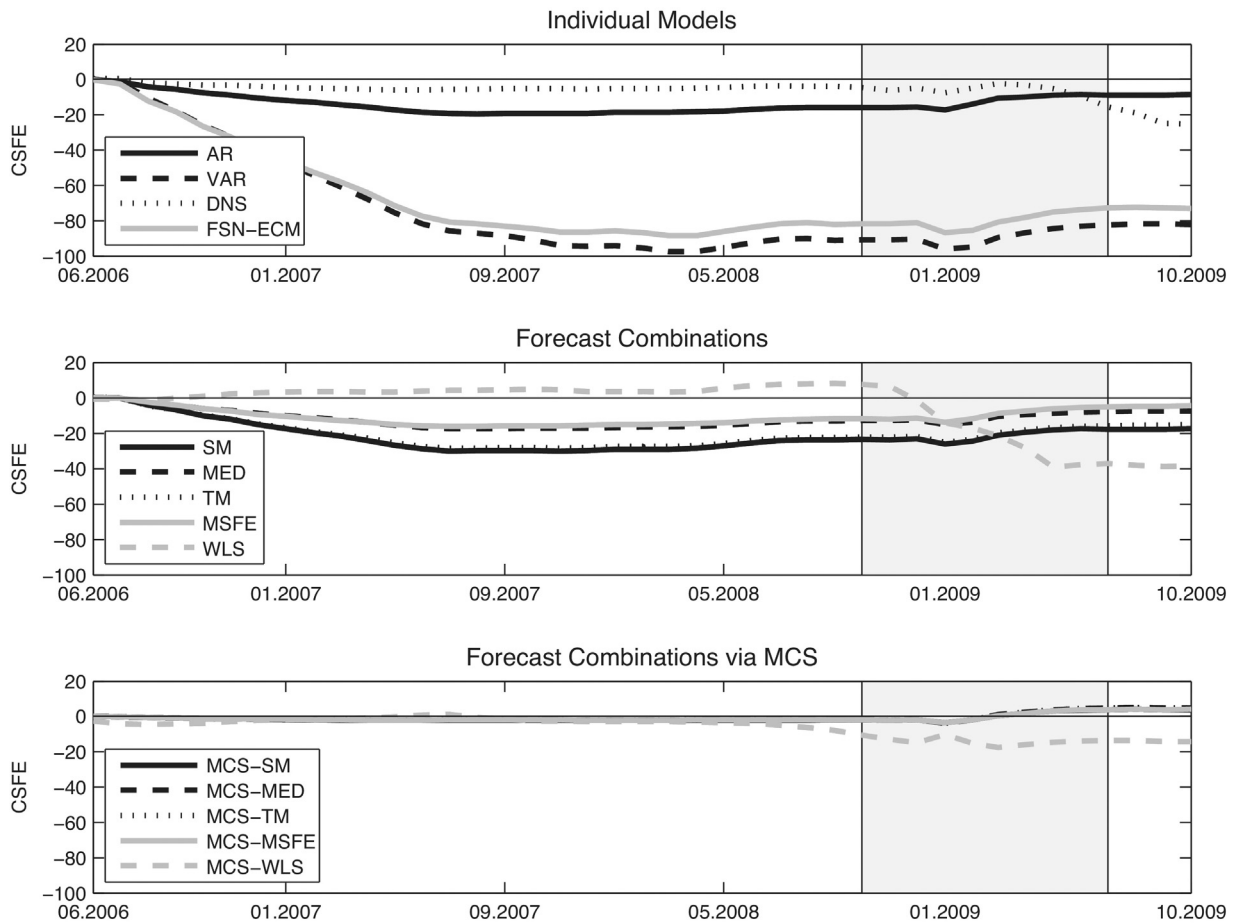 Individual Models
20
0
−20
−40
−60
−80
−100
CSFE
AR
VAR
DNS
FSN−ECM
06.2006 01.2007 09.2007 05.2008 01.2009 10.2009
Forecast Combinations
20
0
−20
−40
−60
−80
−100
CSFE
SM
MED
TM
MSFE
WLS
06.2006 01.2007 09.2007 05.2008 01.2009 10.2009
Forecast Combinations via MCS
20
0
−20
−40
−60
−80
−100
CSFE
MCS−SM
MCS−MED
MCS−TM
MCS−MSFE
MCS−WLS
06.2006 01.2007 09.2007 05.2008 01.2009 10.2009